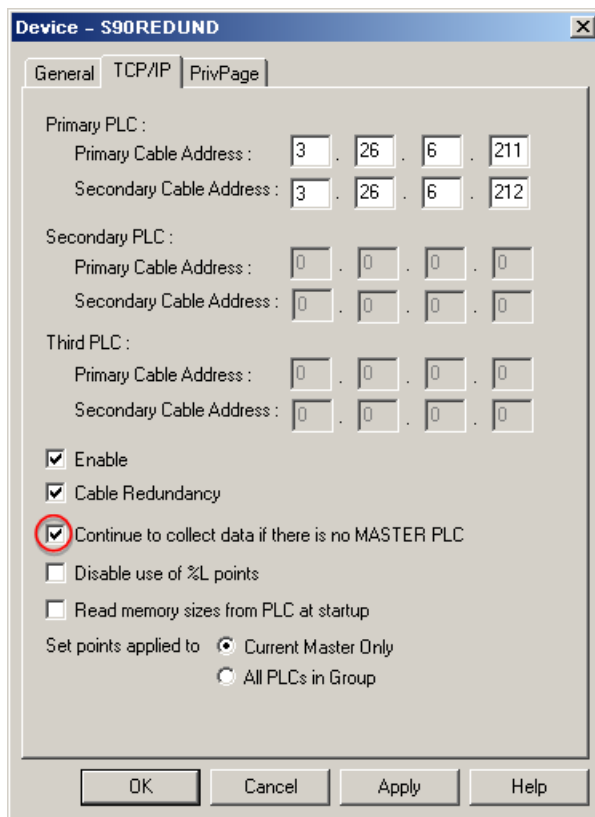 Device - S90REDUND
General TCP/IP PrivPage
Primary PLC :
Primary Cable Address : 3 . 26 . 6 . 211
Secondary Cable Address : 3 . 26 . 6 . 212
Secondary PLC :
Primary Cable Address : 0 . 0 . 0 . 0
Secondary Cable Address : 0 . 0 . 0 . 0
Third PLC :
Primary Cable Address : 0 . 0 . 0 . 0
Secondary Cable Address : 0 . 0 . 0 . 0
Enable
Cable Redundancy
Continue to collect data if there is no MASTER PLC
Disable use of %L points
Read memory sizes from PLC at startup
Set points applied to Current Master Only
All PLCs in Group
OK Cancel Apply Help